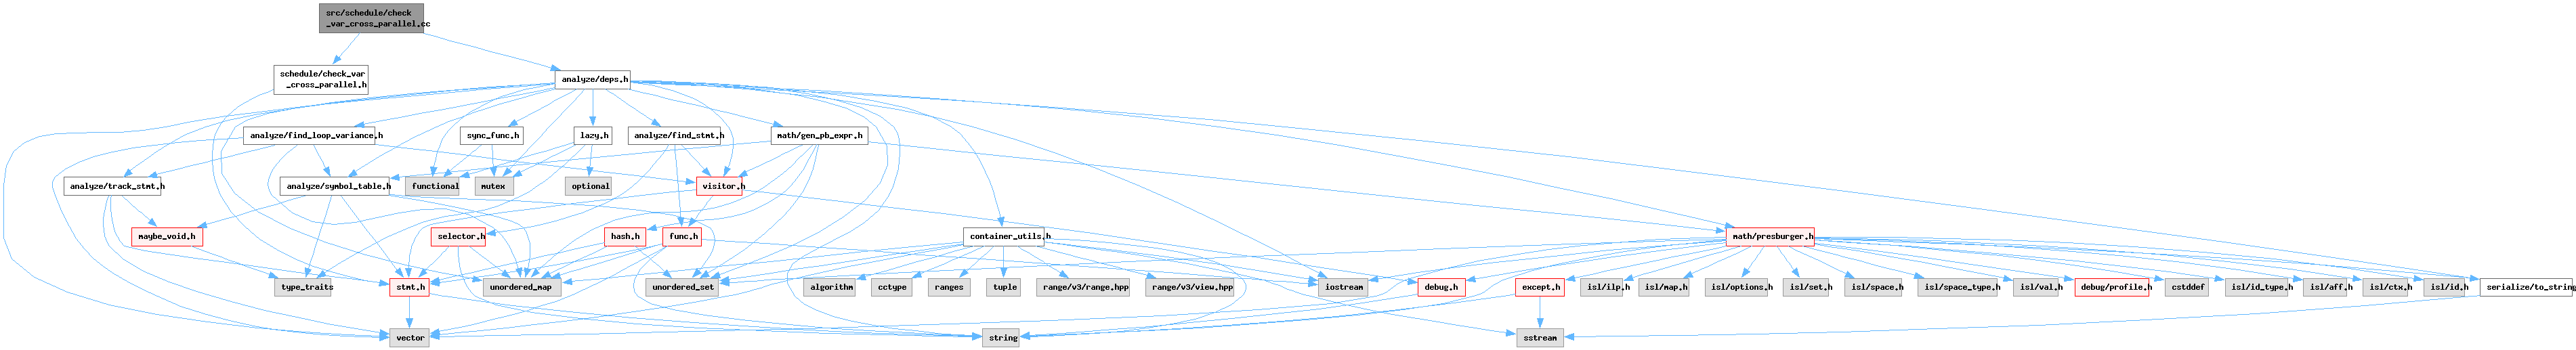 src/schedule/check
_var_cross_parallel.cc
schedule/check_var
_cross_parallel.h
analyze/deps.h
analyze/find_loop_variance.h
sync_func.h
lazy.h
analyze/find_stmt.h
math/gen_pb_expr.h
analyze/track_stmt.h
analyze/symbol_table.h
functional
mutex
optional
visitor.h
maybe_void.h
selector.h
hash.h
func.h
container_utils.h
math/presburger.h
type_traits
stmt.h
unordered_map
unordered_set
algorithm
cctype
ranges
tuple
range/v3/range.hpp
range/v3/view.hpp
iostream
debug.h
except.h
isl/ilp.h
isl/map.h
isl/options.h
isl/set.h
isl/space.h
isl/space_type.h
isl/val.h
debug/profile.h
cstddef
isl/id_type.h
isl/aff.h
isl/ctx.h
isl/id.h
serialize/to_string
vector
string
sstream